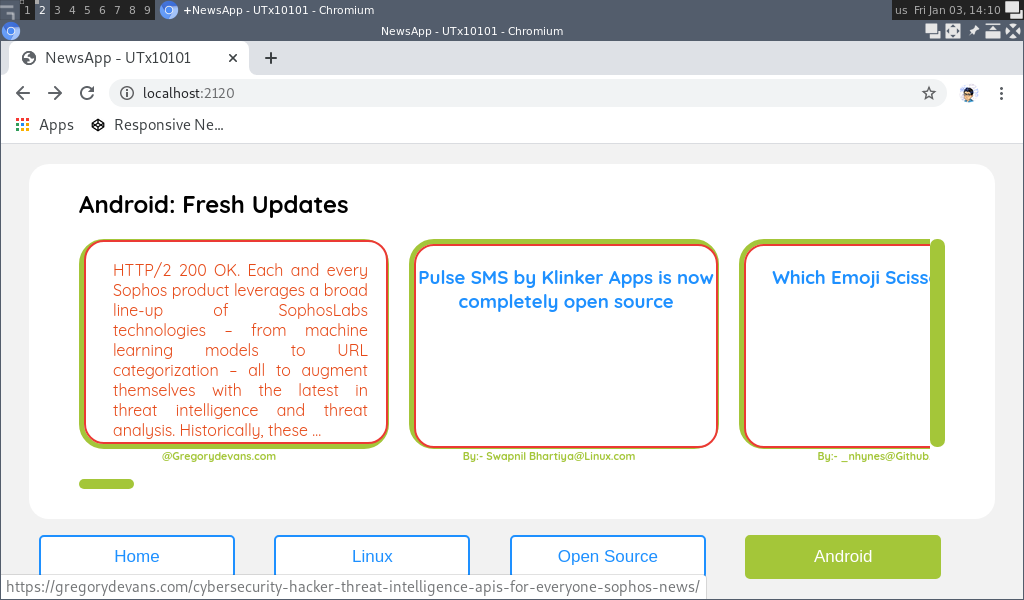 1 2 3 4 5 6 7 8 9 +NewsApp - UTx10101 - Chromium us Fri Jan 03, 14:10
NewsApp - UTx10101 - Chromium
NewsApp - UTx10101
localhost:2120
Apps Responsive Ne...
Android: Fresh Updates
HTTP/2 200 OK. Each and every
Sophos product leverages a broad
line-up of SophosLabs
technologies – from machine
learning models to URL
categorization – all to augment
themselves with the latest in
threat intelligence and threat
analysis. Historically, these ...
@Gregorydevans.com
Pulse SMS by Klinker Apps is now
completely open source
By:- Swapnil Bhartiya@Linux.com
Which Emoji
By:- _nhynes@Github
Home Linux Open Source Android
https://gregorydevans.com/cybersecurity-hacker-threat-intelligence-apis-for-everyone-sophos-news/